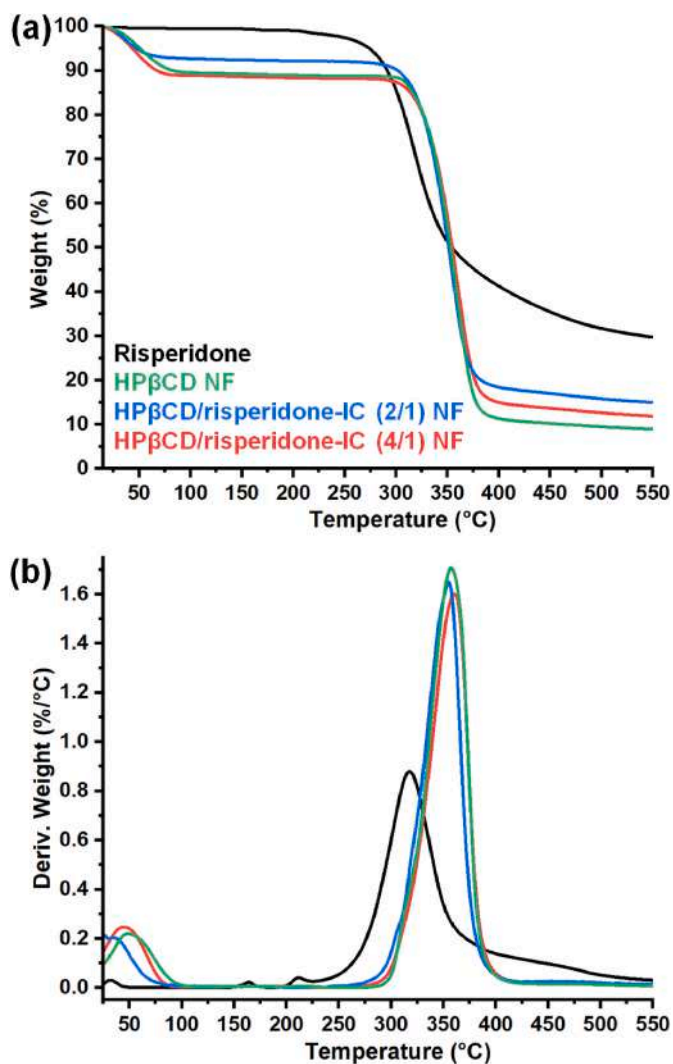 (a)
100
90
80
70
60
50
40
30
20
10
0
Weight (%)
Risperidone
HPβCD NF
HPβCD/risperidone-IC (2/1) NF
HPβCD/risperidone-IC (4/1) NF
50 100 150 200 250 300 350 400 450 500 550
Temperature (°C)
(b)
1.6
1.4
1.2
1.0
0.8
0.6
0.4
0.2
0.0
Deriv. Weight (%/°C)
50 100 150 200 250 300 350 400 450 500 550
Temperature (°C)